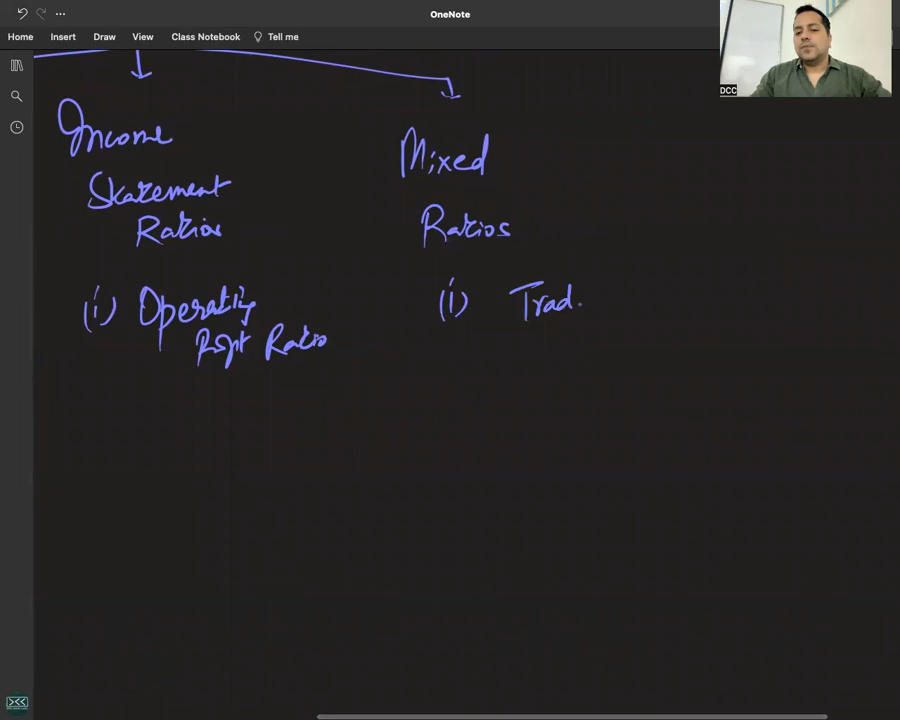 OneNote
Home Insert Draw View Class Notebook Tell me
DCC
Income
Statement
Ratios
(i) Operating
Profit Ratio
Mixed
Ratios
(i) Trad